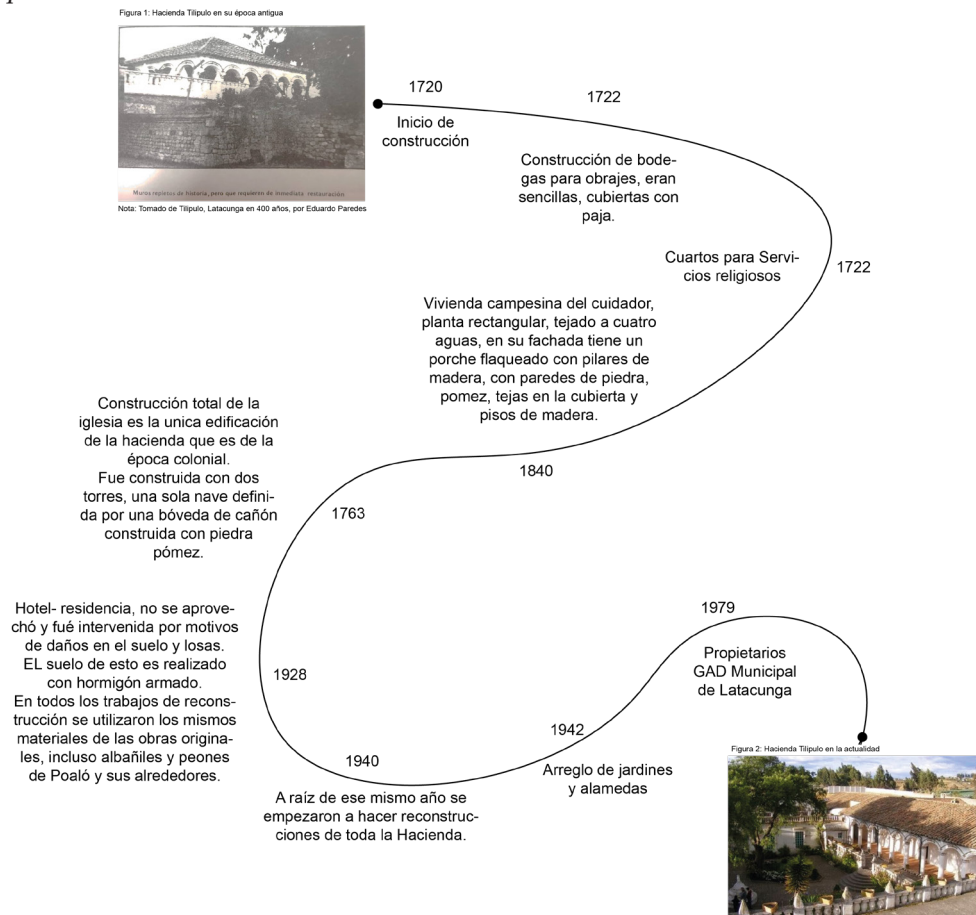 Figura 1: Hacienda Tilipulo en su época antigua
Muros repletos de historia, pero que requieren de inmediata restauración.
Nota: Tomado de Tilipulo, Latacunga en 400 años, por Eduardo Paredes
1720
Inicio de
construcción
1722
Construcción de bode-
gas para obrajes, eran
sencillas, cubiertas con
paja.
Cuartos para Servi-
cios religiosos
1722
Vivienda campesina del cuidador,
planta rectangular, tejado a cuatro
aguas, en su fachada tiene un
porche flaqueado con pilares de
madera, con paredes de piedra,
pomez, tejas en la cubierta y
pisos de madera.
1840
Construcción total de la
iglesia es la unica edificación
de la hacienda que es de la
época colonial.
Fue construida con dos
torres, una sola nave defini-
da por una bóveda de cañón
construida con piedra
pómez.
1763
Hotel- residencia, no se aprove-
chó y fué intervenida por motivos
de daños en el suelo y losas.
EL suelo de esto es realizado
con hormigón armado.
En todos los trabajos de recons-
trucción se utilizaron los mismos
materiales de las obras origina-
les, incluso albañiles y peones
de Poaló y sus alrededores.
1928
1940
A raíz de ese mismo año se
empezaron a hacer reconstruc-
ciones de toda la Hacienda.
1942
Arreglo de jardines
y alamedas
1979
Propietarios
GAD Municipal
de Latacunga
Figura 2: Hacienda Tilipulo en la actualidad